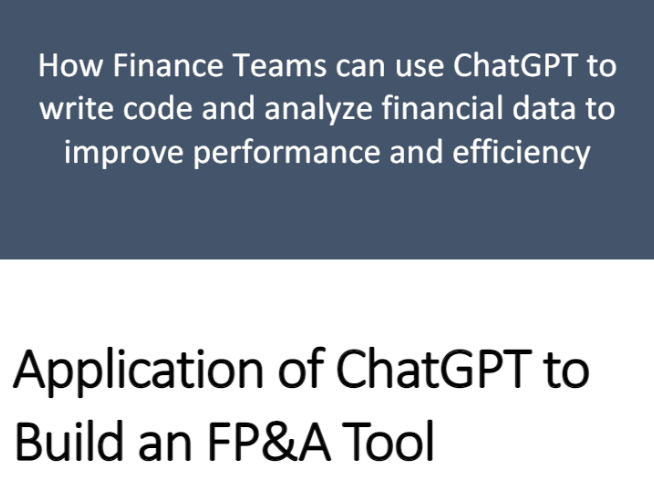 How Finance Teams can use ChatGPT to
write code and analyze financial data to
improve performance and efficiency
Application of ChatGPT to
Build an FP&A Tool